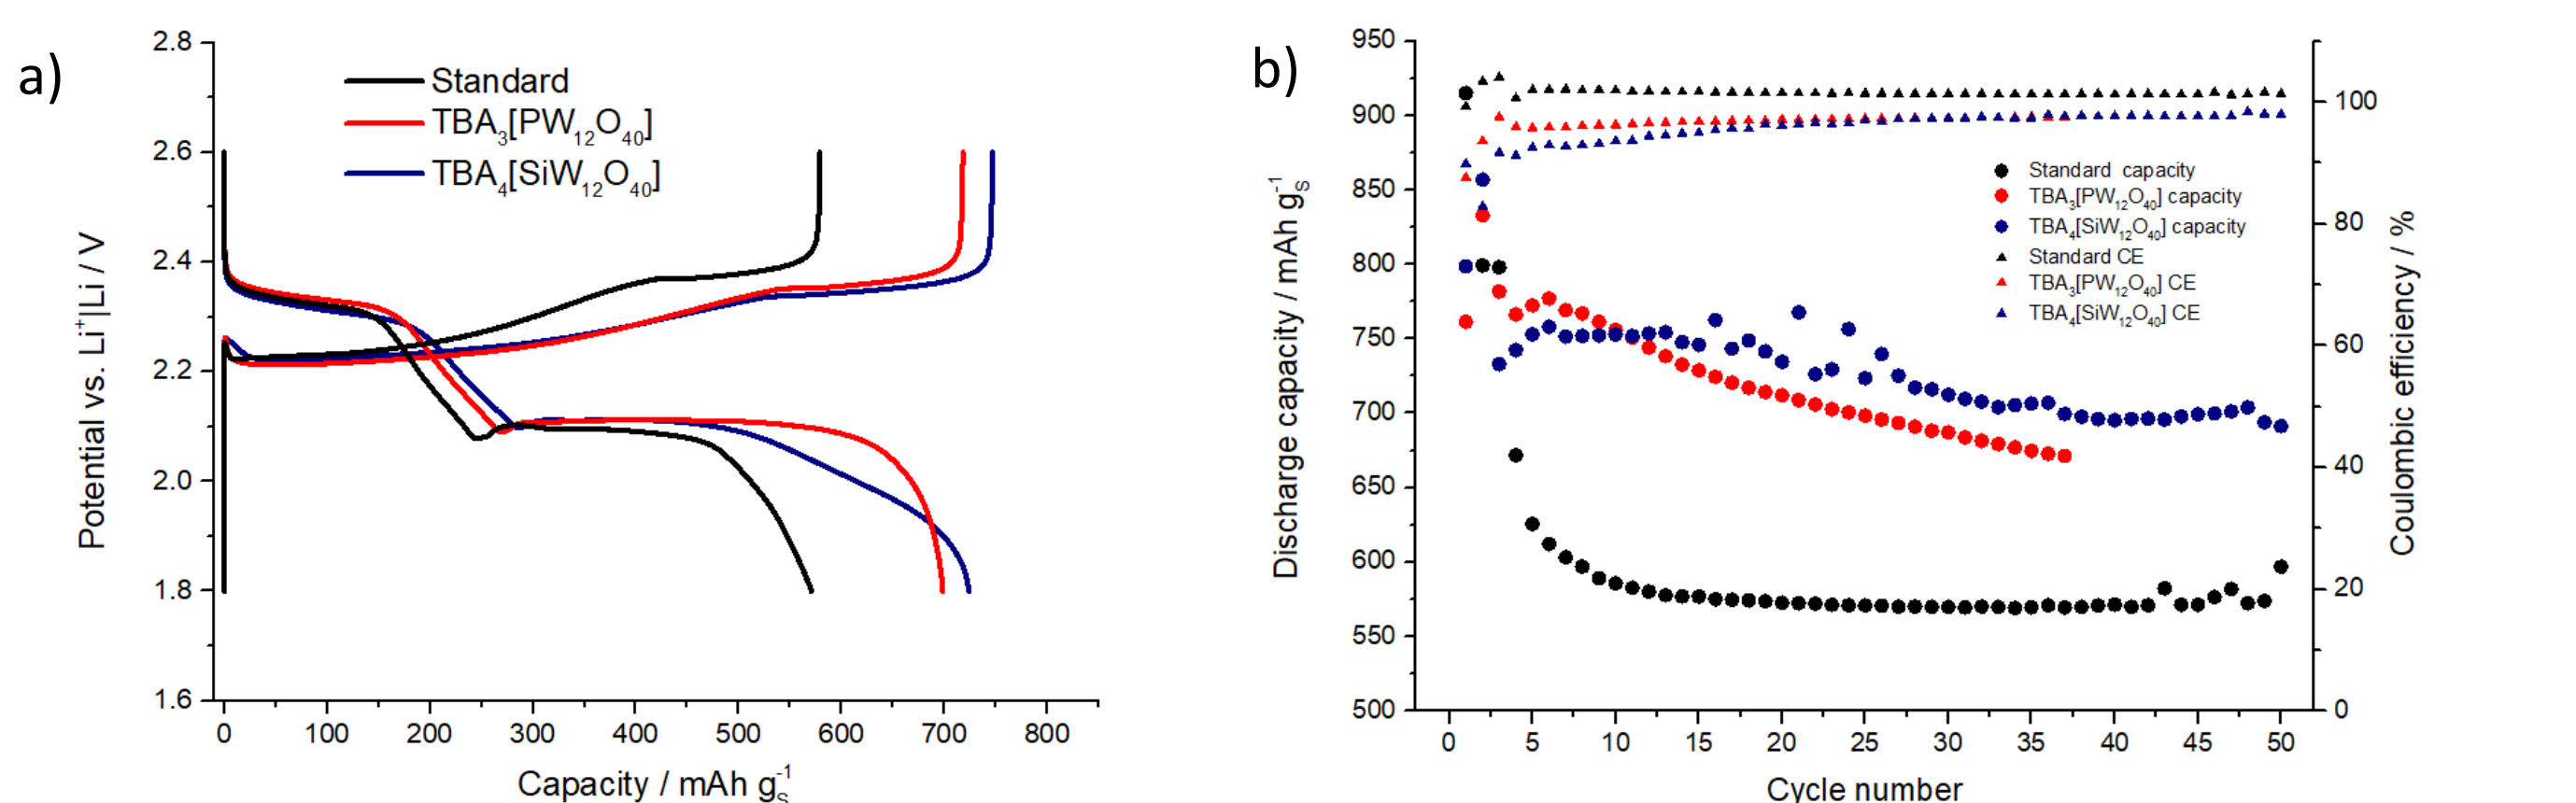 a)
2.8
2.6
2.4
2.2
2.0
1.8
1.6
Potential vs. Li⁺|Li / V
Standard
TBA₃[PW₁₂O₄₀]
TBA₄[SiW₁₂O₄₀]
0 100 200 300 400 500 600 700 800
Capacity / mAh gₛ⁻¹
b)
950
900
850
800
750
700
650
600
550
500
Discharge capacity / mAh gₛ⁻¹
Standard capacity
TBA₃[PW₁₂O₄₀] capacity
TBA₄[SiW₁₂O₄₀] capacity
Standard CE
TBA₃[PW₁₂O₄₀] CE
TBA₄[SiW₁₂O₄₀] CE
100
80
60
40
20
0
Coulombic efficiency / %
0 5 10 15 20 25 30 35 40 45 50
Cycle number